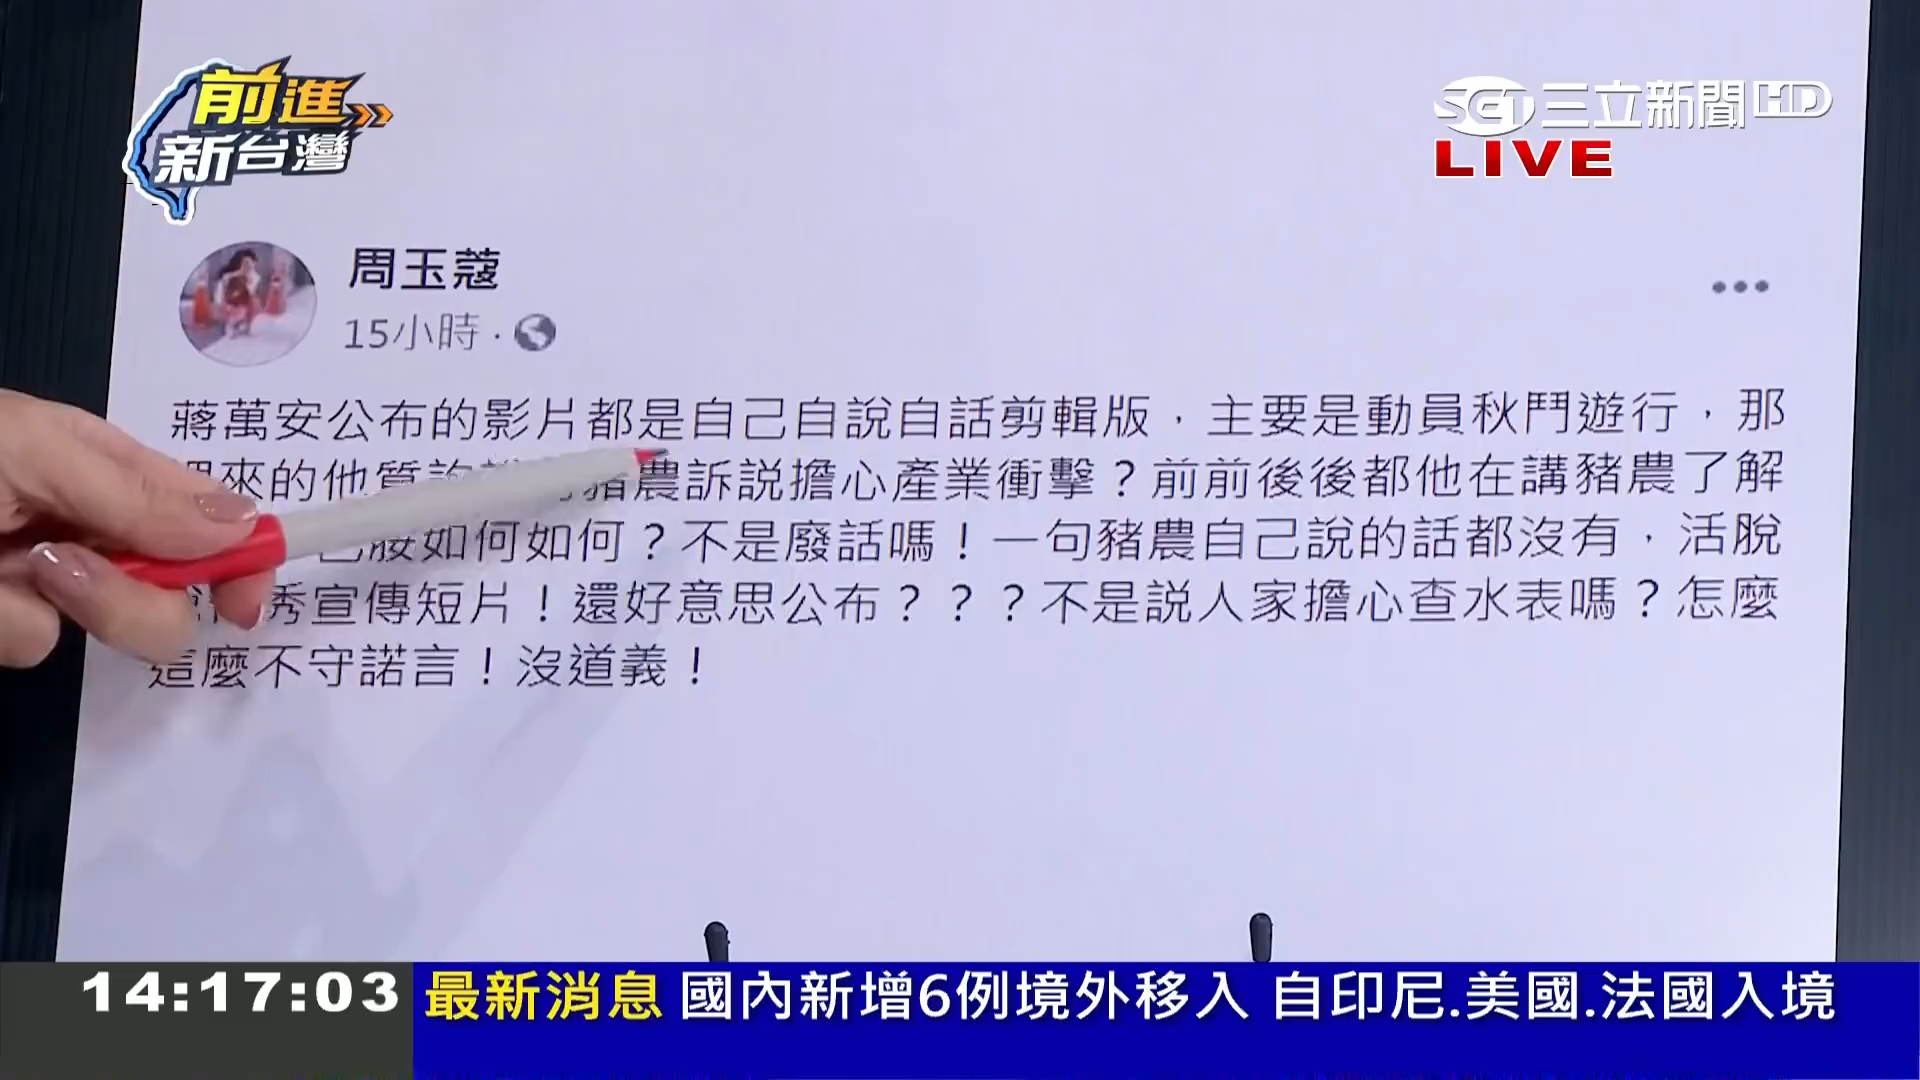 前進
新台灣
SET三立新聞HD
LIVE
周玉蔻
15小時
蔣萬安公布的影片都是自己自說自話剪輯版，主要是動員秋鬥遊行，那
來的他質詢 豬農訴說擔心產業衝擊？前前後後都他在講豬農了解
如何如何？不是廢話嗎！一句豬農自己說的話都沒有，活脫
秀宣傳短片！還好意思公布？？？不是說人家擔心查水表嗎？怎麼
這麼不守諾言！沒道義！
14:17:03
最新消息 國內新增6例境外移入 自印尼.美國.法國入境